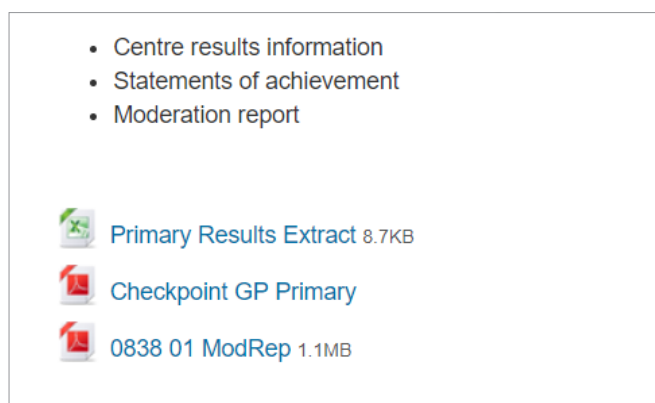 Centre results information
Statements of achievement
Moderation report
Primary Results Extract 8.7KB
Checkpoint GP Primary
0838 01 ModRep 1.1MB